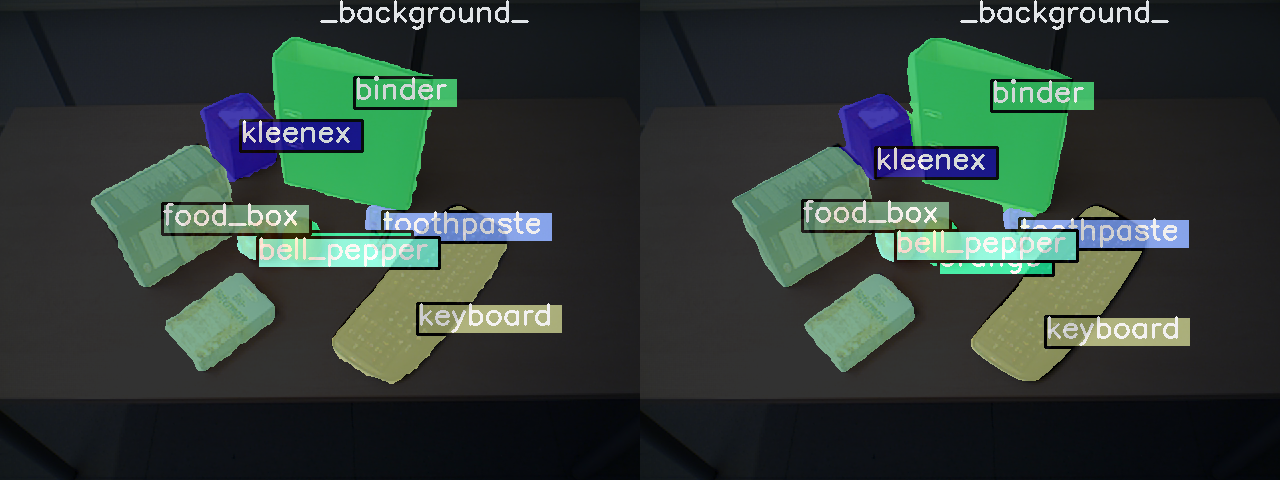 _background_
binder
kleenex
food_box
toothpaste
bell_pepper
keyboard
_background_
binder
kleenex
food_box
toothpaste
bell_pepper
orange
keyboard